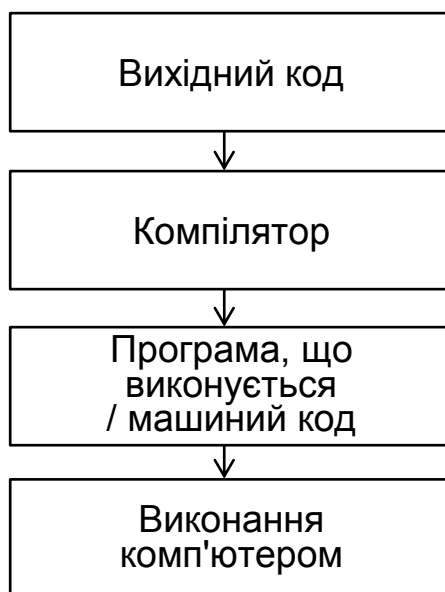 Вихідний код
Компілятор
Програма, що
виконується
/ машиний код
Виконання
комп'ютером